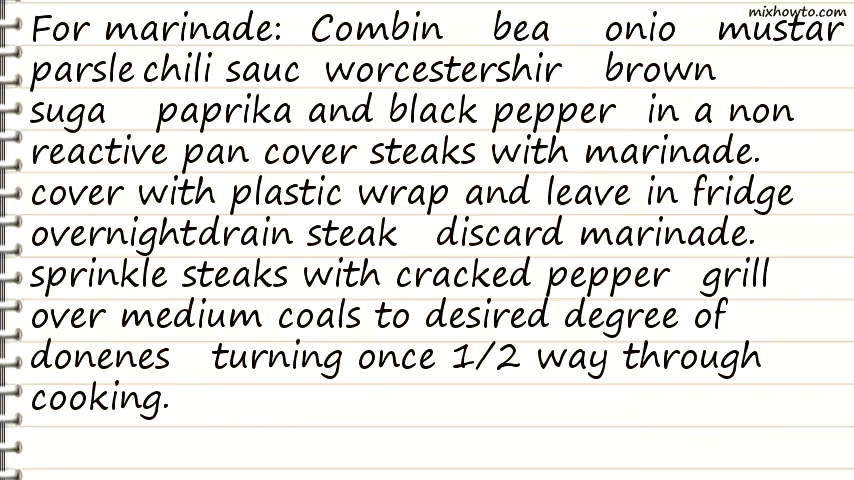 mixhowto.com
For marinade: Combin bea onio mustar
parsle chili sauc worcestershir brown
suga paprika and black pepper in a non
reactive pan cover steaks with marinade.
cover with plastic wrap and leave in fridge
overnightdrain steak discard marinade.
sprinkle steaks with cracked pepper grill
over medium coals to desired degree of
donenes turning once 1/2 way through
cooking.